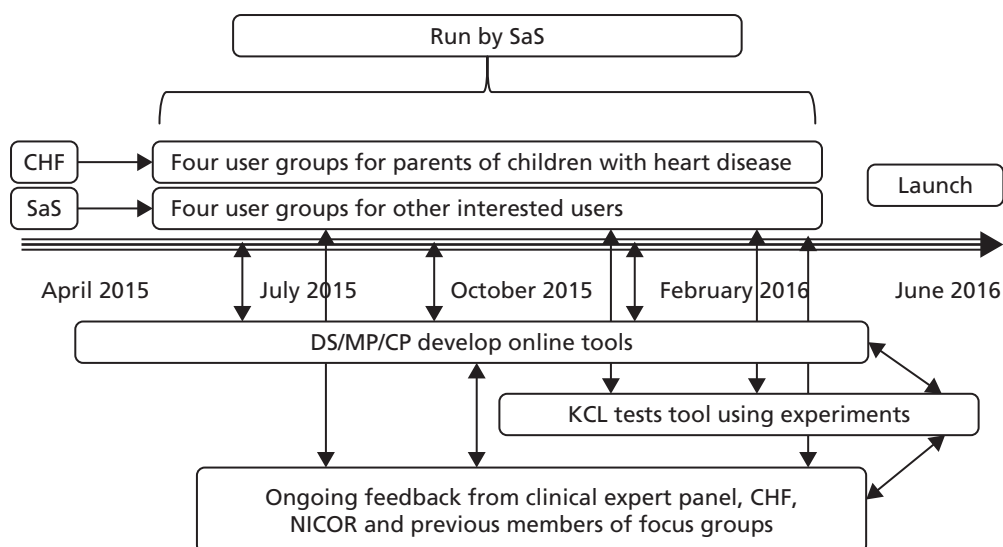 Run by SaS
CHF
Four user groups for parents of children with heart disease
SaS
Four user groups for other interested users
Launch
April 2015
July 2015
October 2015
February 2016
June 2016
DS/MP/CP develop online tools
KCL tests tool using experiments
Ongoing feedback from clinical expert panel, CHF,
NICOR and previous members of focus groups